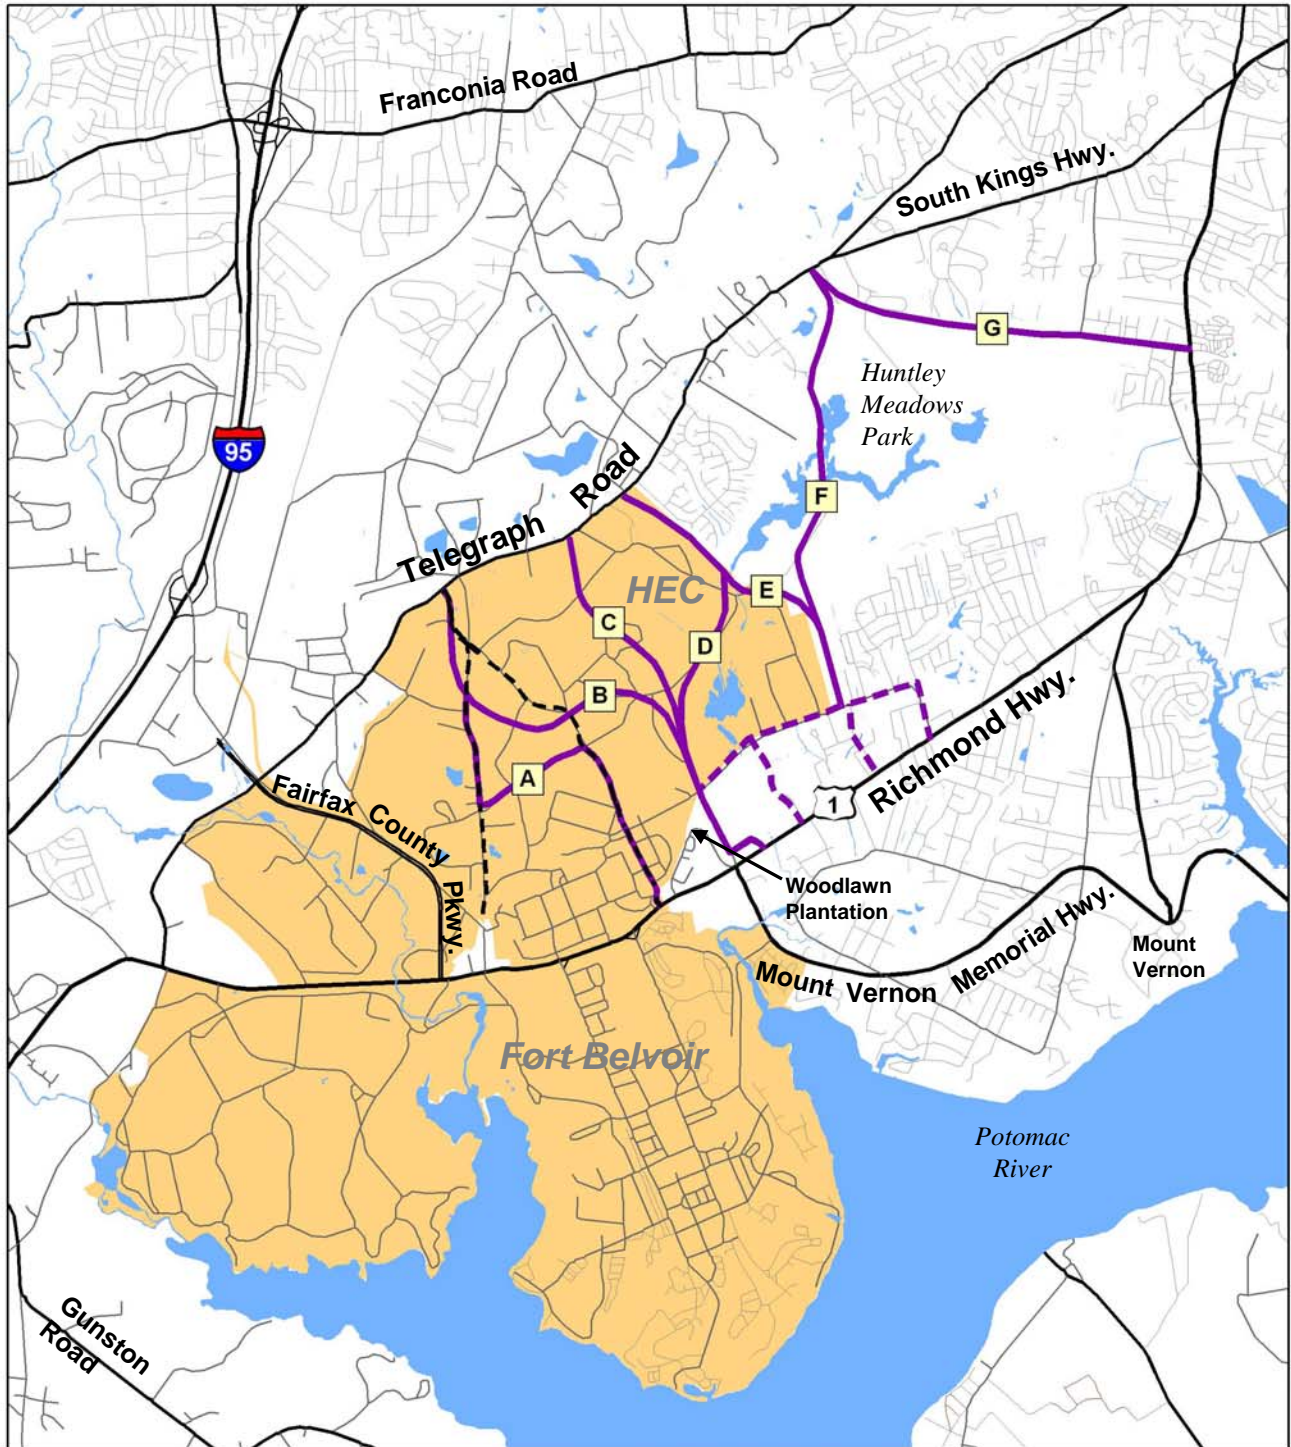 Franconia Road
South Kings Hwy.
G
Huntley
Meadows
Park
95
Telegraph Road
F
HEC
E
C
D
B
A
Fairfax County Pkwy.
1
Richmond Hwy.
Woodlawn
Plantation
Mount Vernon Memorial Hwy.
Mount
Vernon
Fort Belvoir
Potomac
River
Gunston
Road